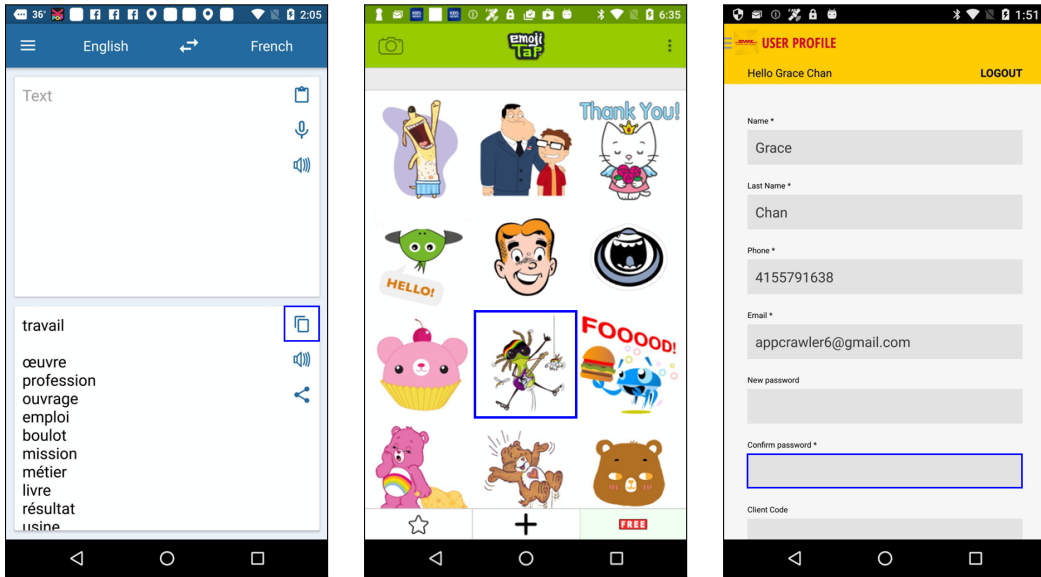 36°
2:05
English
French
Text
travail
œuvre
profession
ouvrage
emploi
boulot
mission
métier
livre
résultat
usine
6:35
emoji
TaP
Thank You!
HELLO!
FOOOOD!
FREE
1:51
USER PROFILE
Hello Grace Chan
LOGOUT
Name *
Grace
Last Name *
Chan
Phone *
4155791638
Email *
appcrawler6@gmail.com
New password
Confirm password *
Client Code